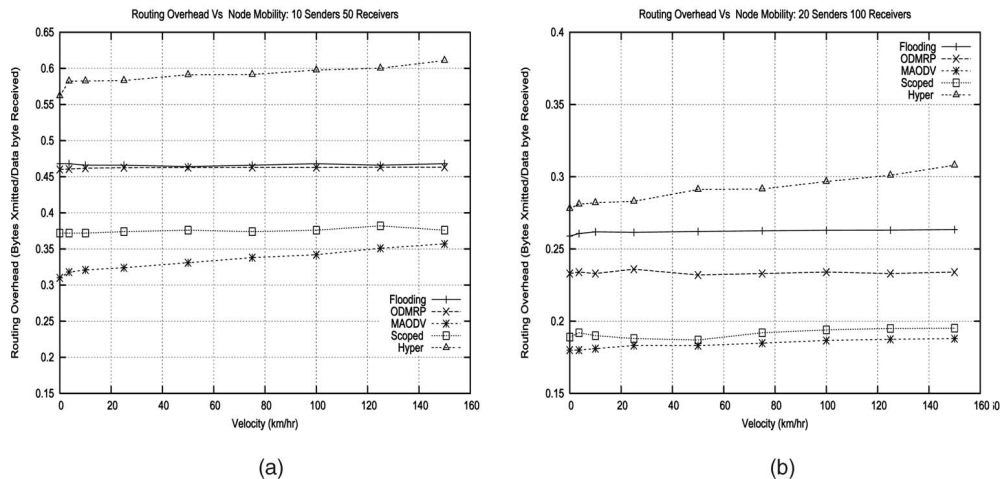 Routing Overhead Vs Node Mobility: 10 Senders 50 Receivers
Routing Overhead (Bytes Xmitted/Data byte Received)
0.65
0.6
0.55
0.5
0.45
0.4
0.35
0.3
0.25
0.2
0.15
Flooding
ODMRP
MAODV
Scoped
Hyper
0 20 40 60 80 100 120 140 160
Velocity (km/hr)
(a)
Routing Overhead Vs Node Mobility: 20 Senders 100 Receivers
Routing Overhead (Bytes Xmitted/Data byte Received)
0.4
0.35
0.3
0.25
0.2
0.15
Flooding
ODMRP
MAODV
Scoped
Hyper
0 20 40 60 80 100 120 140 160
Velocity (km/hr)
(b)